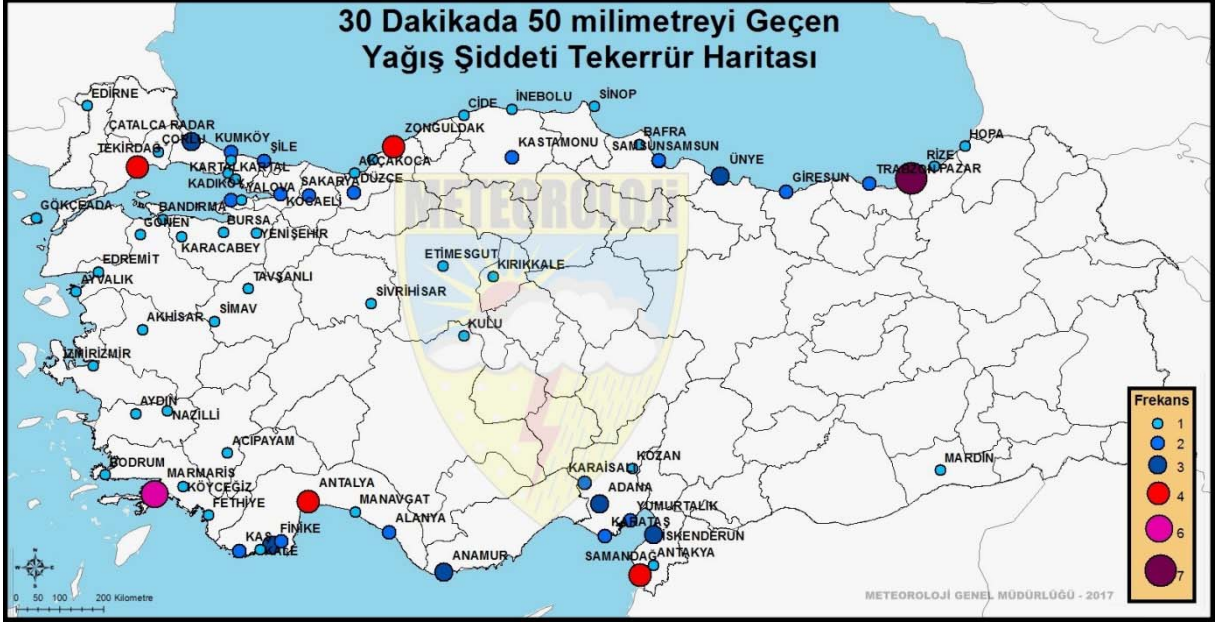 30 Dakikada 50 milimetreyi Geçen
Yağış Şiddeti Tekerrür Haritası
EDİRNE
ÇATALCA RADAR
ÇORLU
TEKİRDAĞ
KUMKÖY
ŞİLE
KARTALKARTAL
KADIKÖY
YALOVA
SAKARYA
KOCAELİ
DÜZCE
AKÇAKOCA
ZONGULDAK
CİDE
İNEBOLU
SİNOP
KASTAMONU
BAFRA
SAMSUNSAMSUN
ÜNYE
GİRESUN
TRABZON
RİZE
PAZAR
HOPA
GÖKÇEADA
BANDIRMA
GÖNEN
KARACABEY
BURSA
YENİŞEHİR
EDREMİT
AYVALIK
TAVŞANLI
SİMAV
AKHİSAR
İZMİRİZMİR
SİVRİHİSAR
ETİMESGUT
KIRIKKALE
KULU
AYDIN
NAZİLLİ
ACIPAYAM
BODRUM
MARMARİS
KÖYCEĞİZ
FETHİYE
KAŞ
KALE
FİNİKE
ANTALYA
MANAVGAT
ALANYA
ANAMUR
KOZAN
KARAİSALI
ADANA
YUMURTALIK
KARATAŞ
İSKENDERUN
SAMANDAĞ
ANTAKYA
MARDİN
METEOROLOJİ
Frekans
1
2
3
4
6
7
0 50 100 200 Kilometre
METEOROLOJİ GENEL MÜDÜRLÜĞÜ - 2017